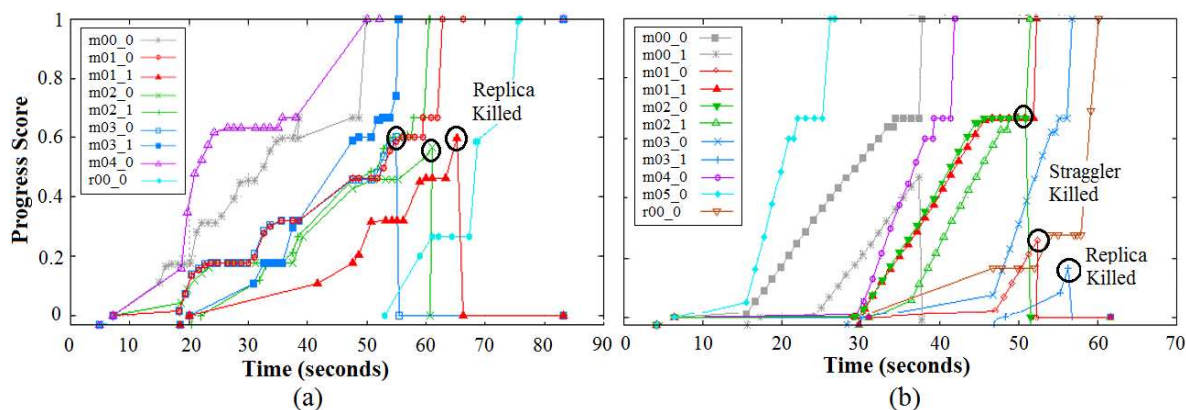 Progress Score
1
0.8
0.6
0.4
0.2
0
m00_0
m01_0
m01_1
m02_0
m02_1
m03_0
m03_1
m04_0
r00_0
Replica
Killed
0 10 20 30 40 50 60 70 80 90
Time (seconds)
(a)
m00_0
m00_1
m01_0
m01_1
m02_0
m02_1
m03_0
m03_1
m04_0
m05_0
r00_0
Straggler
Killed
Replica
Killed
0 10 20 30 40 50 60 70
Time (seconds)
(b)